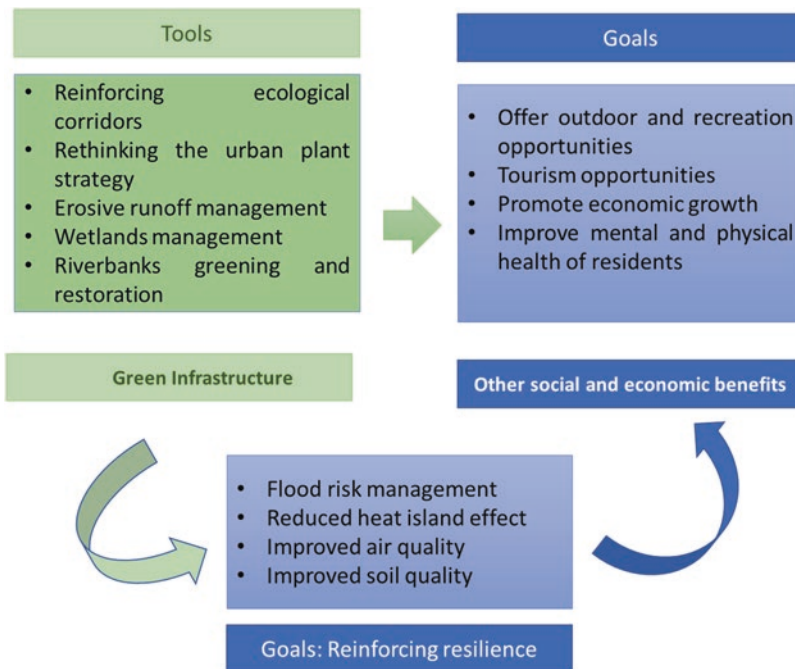 Tools
• Reinforcing ecological
corridors
• Rethinking the urban plant
strategy
• Erosive runoff management
• Wetlands management
• Riverbanks greening and
restoration
Green Infrastructure
Goals
• Offer outdoor and recreation
opportunities
• Tourism opportunities
• Promote economic growth
• Improve mental and physical
health of residents
Other social and economic benefits
• Flood risk management
• Reduced heat island effect
• Improved air quality
• Improved soil quality
Goals: Reinforcing resilience